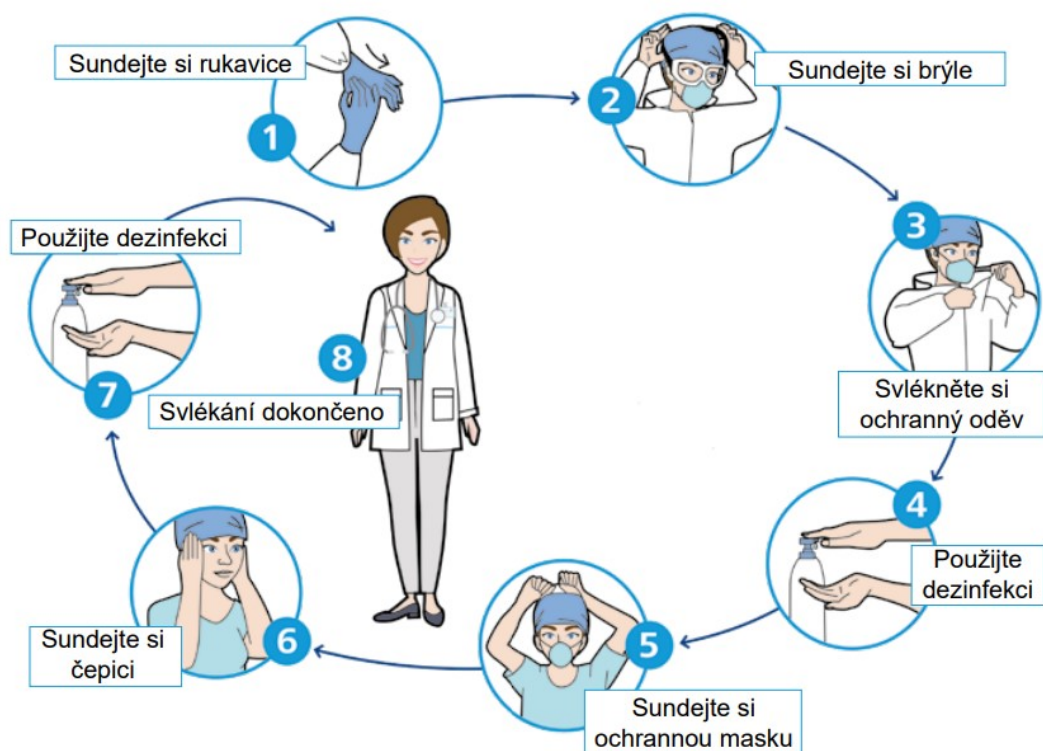 Sundejte si rukavice
1
2
Sundejte si brýle
3
Svlékněte si
ochranný oděv
4
Použijte
dezinfekci
5
Sundejte si
ochrannou masku
6
Sundejte si
čepici
Použijte dezinfekci
7
8
Svlékání dokončeno